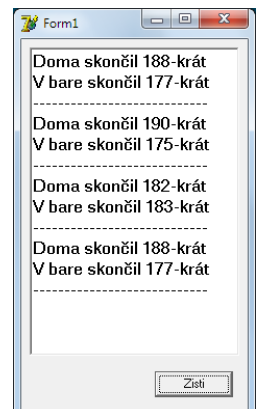 Form1
Doma skončil 188-krát
V bare skončil 177-krát
-----------------------------
Doma skončil 190-krát
V bare skončil 175-krát
-----------------------------
Doma skončil 182-krát
V bare skončil 183-krát
-----------------------------
Doma skončil 188-krát
V bare skončil 177-krát
-----------------------------
Zisti